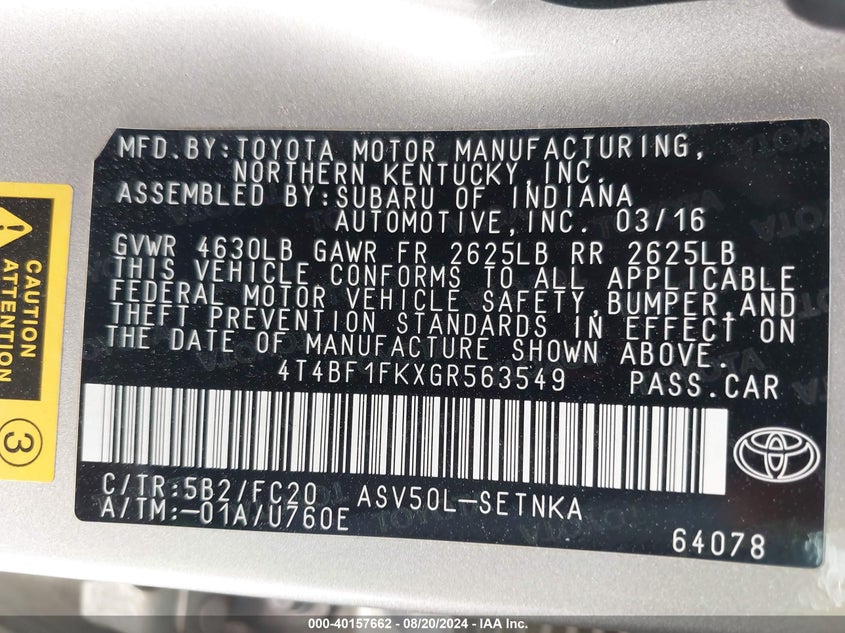 MFD.BY:TOYOTA MOTOR MANUFACTURING,
NORTHERN KENTUCKY,INC.
ASSEMBLED BY:SUBARU OF INDIANA
AUTOMOTIVE,INC. 03/16
GVWR 4630LB GAWR FR 2625LB RR 2625LB
THIS VEHICLE CONFORMS TO ALL APPLICABLE
FEDERAL MOTOR VEHICLE SAFETY,BUMPER,AND
THEFT PREVENTION STANDARDS IN EFFECT ON
THE DATE OF MANUFACTURE SHOWN ABOVE.
4T4BF1FKXGR563549 PASS.CAR
C/TR:5B2/FC20 ASV50L-SETNKA
A/TM:-01A/U760E
64078
CAUTION
ATTENTION
3
000-40157662 - 08/20/2024 - IAA Inc.